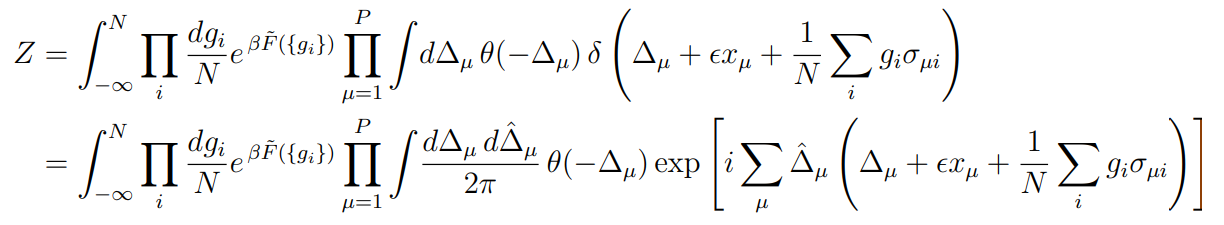 Z = \int_{-\infty}^{N} \prod_i \frac{dg_i}{N} e^{\beta \tilde{F}(\{g_i\})} \prod_{\mu=1}^{P} \int d\Delta_\mu \, \theta(-\Delta_\mu) \, \delta \left( \Delta_\mu + \epsilon x_\mu + \frac{1}{N} \sum_i g_i \sigma_{\mu i} \right)
= \int_{-\infty}^{N} \prod_i \frac{dg_i}{N} e^{\beta \tilde{F}(\{g_i\})} \prod_{\mu=1}^{P} \int \frac{d\Delta_\mu \, d\hat{\Delta}_\mu}{2\pi} \, \theta(-\Delta_\mu) \exp \left[ i \sum_\mu \hat{\Delta}_\mu \left( \Delta_\mu + \epsilon x_\mu + \frac{1}{N} \sum_i g_i \sigma_{\mu i} \right) \right]